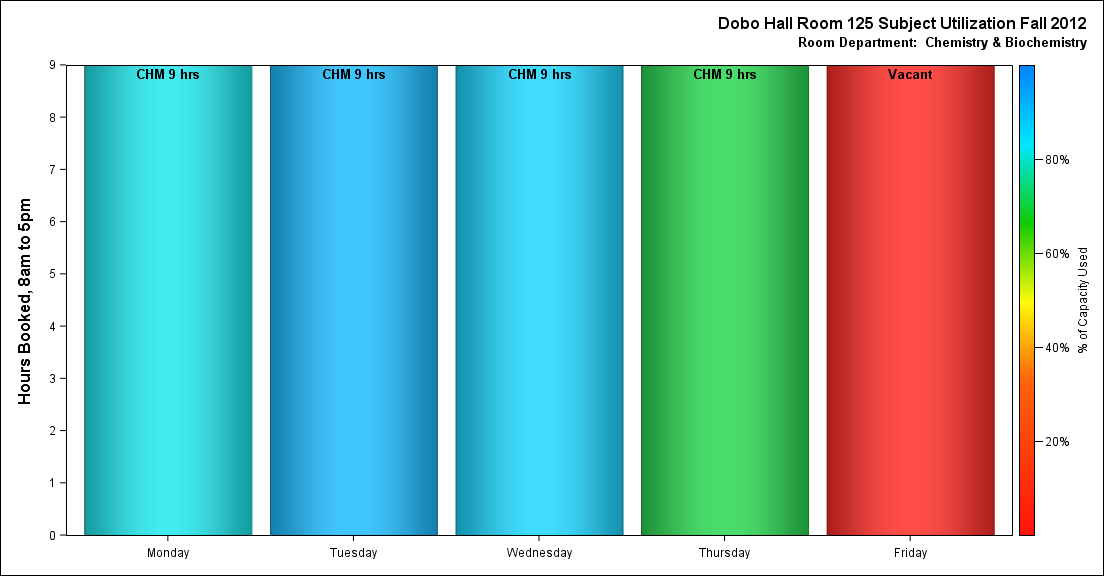 Dobo Hall Room 125 Subject Utilization Fall 2012
Room Department:  Chemistry & Biochemistry
CHM 9 hrs
CHM 9 hrs
CHM 9 hrs
CHM 9 hrs
Vacant
9
8
7
6
5
4
3
2
1
0
Hours Booked, 8am to 5pm
Monday
Tuesday
Wednesday
Thursday
Friday
80%
60%
40%
20%
% of Capacity Used